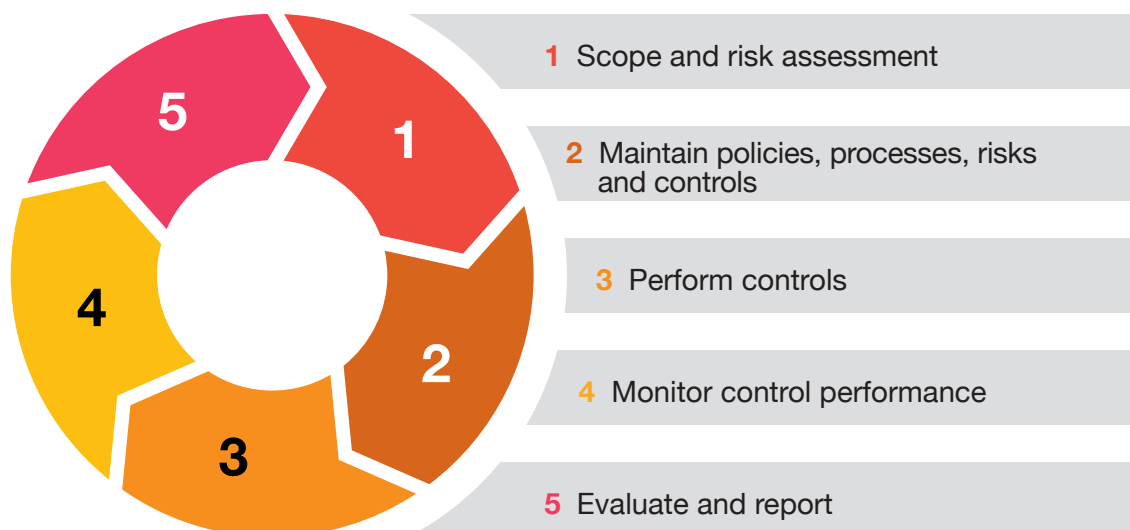 5
1
4
2
3
1 Scope and risk assessment
2 Maintain policies, processes, risks
and controls
3 Perform controls
4 Monitor control performance
5 Evaluate and report